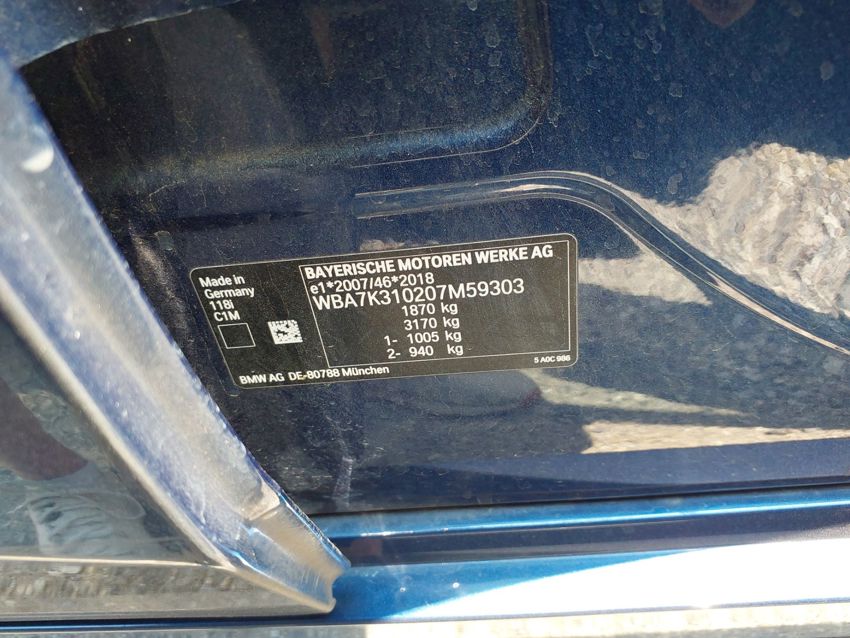 Made in
Germany
118i
C1M
BAYERISCHE MOTOREN WERKE AG
e1*2007/46*2018
WBA7K310207M59303
1870 kg
3170 kg
1- 1005 kg
2- 940 kg
5 A0C 986
BMW AG DE-80788 München